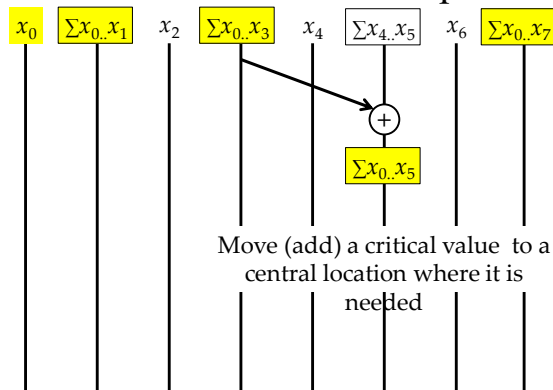 x₀ ∑x₀..x₁ x₂ ∑x₀..x₃ x₄ ∑x₄..x₅ x₆ ∑x₀..x₇
+
∑x₀..x₅
Move (add) a critical value to a
central location where it is
needed